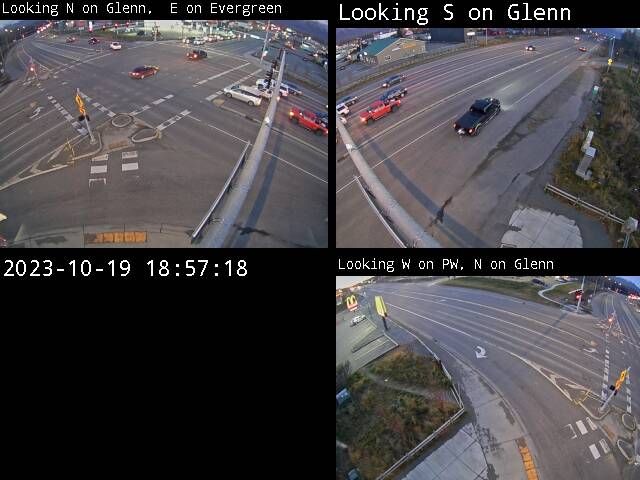 Looking N on Glenn,  E on Evergreen
Looking S on Glenn
2023-10-19 18:57:18
Looking W on PW, N on Glenn